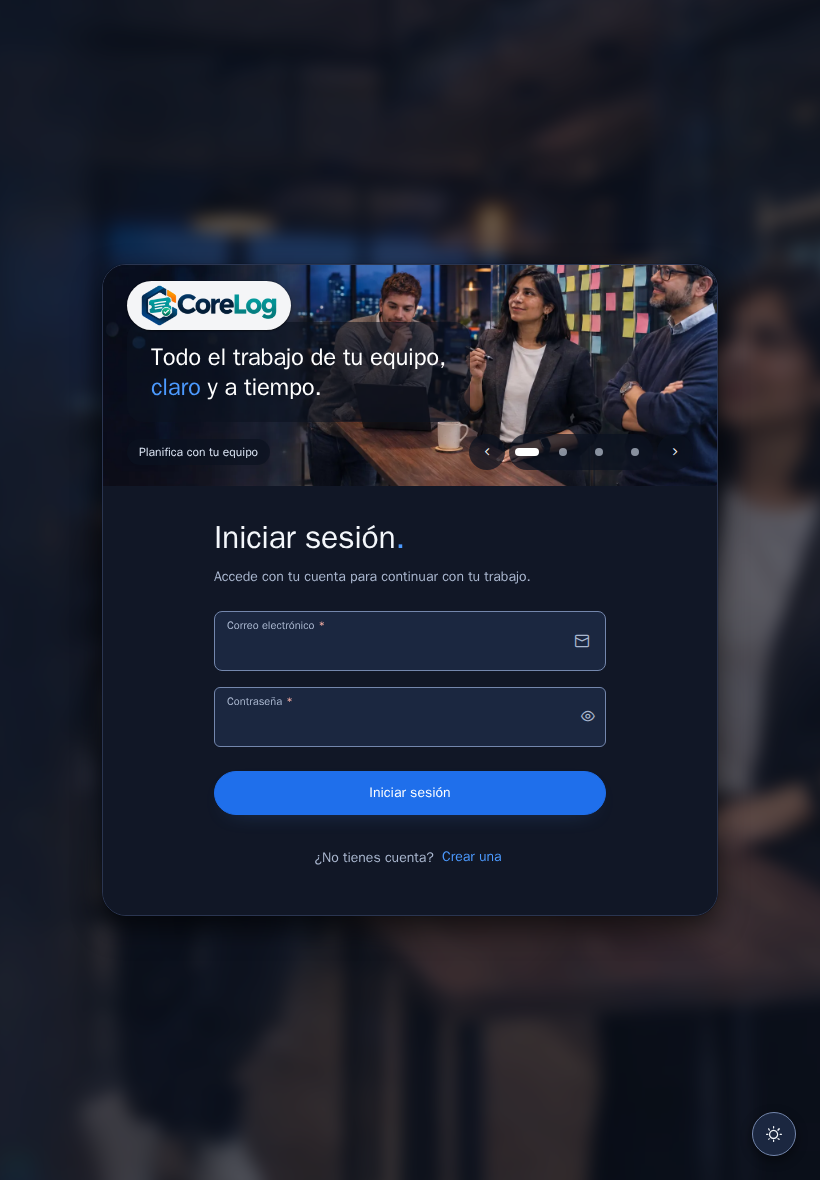 CoreLog
Todo el trabajo de tu equipo,
claro y a tiempo.
Planifica con tu equipo
Iniciar sesión.
Accede con tu cuenta para continuar con tu trabajo.
Correo electrónico *
Contraseña *
Iniciar sesión
¿No tienes cuenta? Crear una